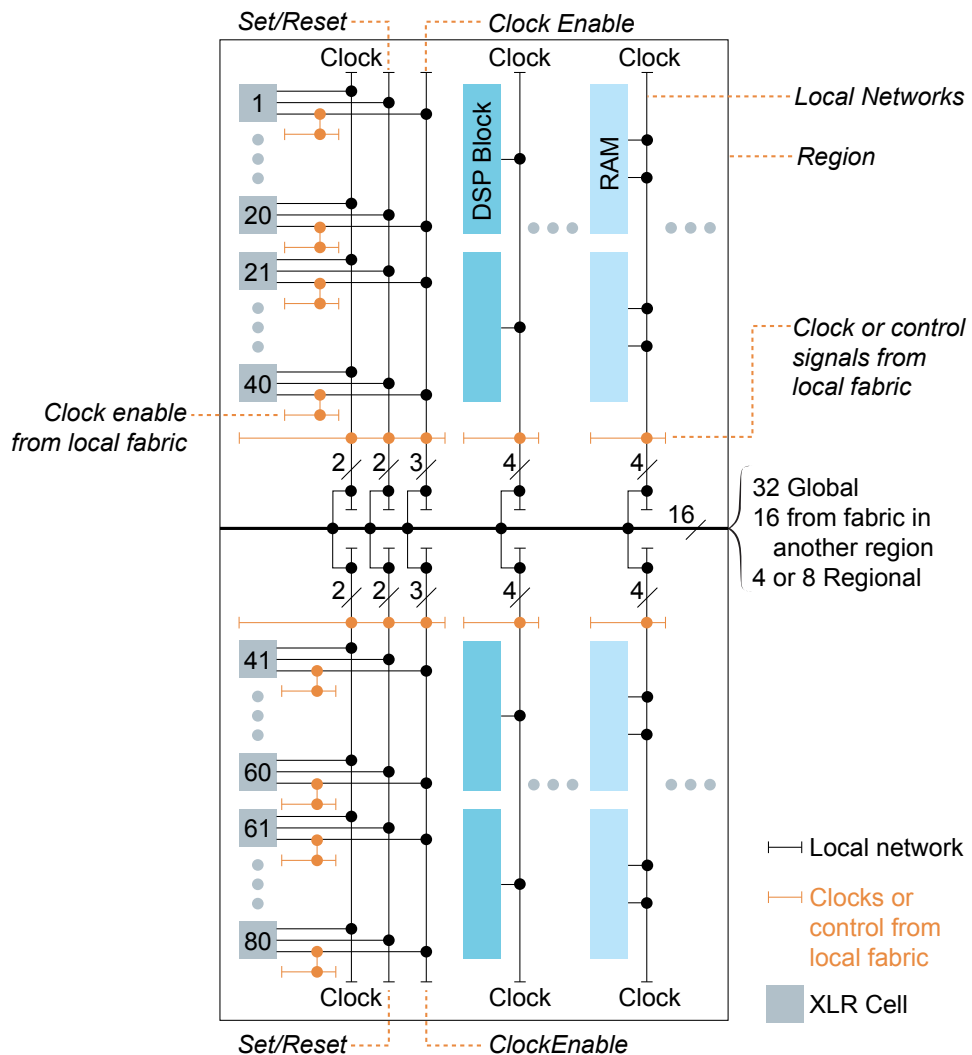 Set/Reset
Clock Enable
Clock
Clock
Clock
1
DSP Block
RAM
Local Networks
Region
20
21
40
Clock or control
signals from
local fabric
Clock enable
from local fabric
2
2
3
4
4
16
32 Global
16 from fabric in
another region
4 or 8 Regional
2
2
3
4
4
41
60
61
80
Local network
Clocks or
control from
local fabric
XLR Cell
Clock
Clock
Clock
Set/Reset
ClockEnable